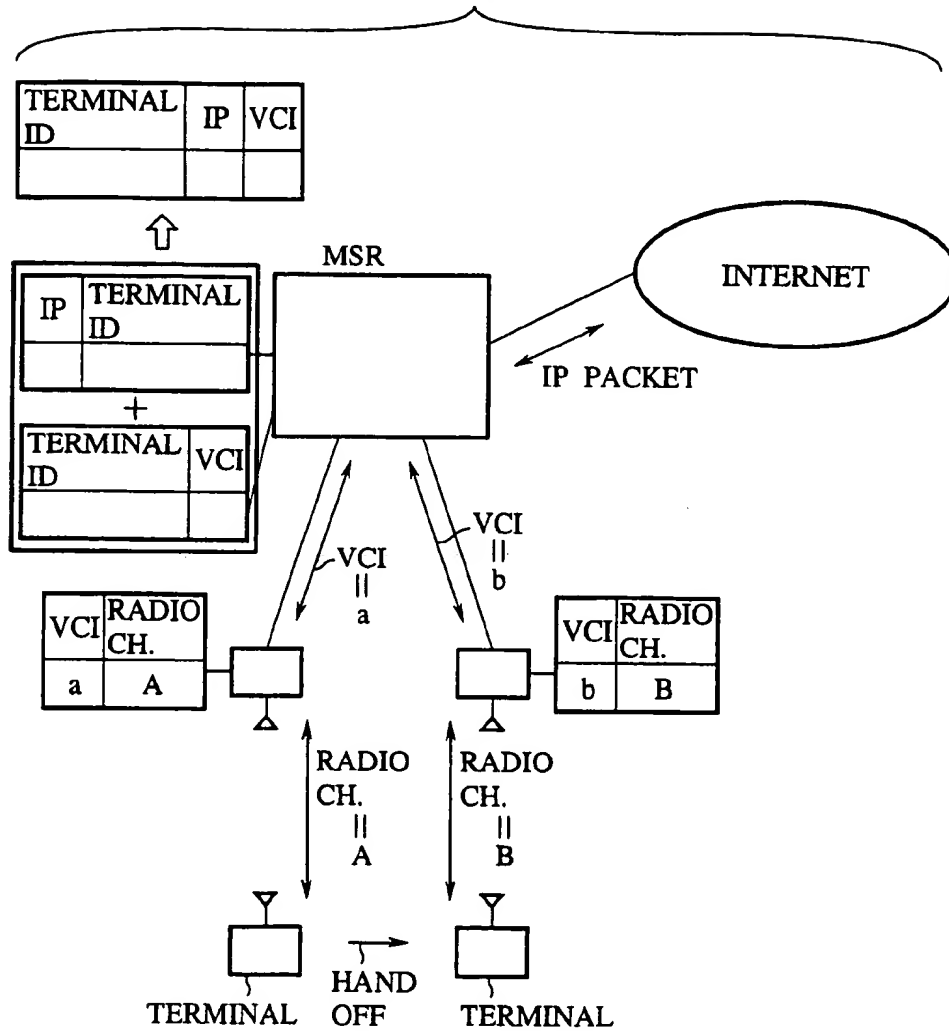 TERMINAL ID
IP
VCI
MSR
INTERNET
IP
TERMINAL ID
+
TERMINAL ID
VCI
IP PACKET
VCI
=
a
VCI
=
b
VCI
RADIO CH.
a
A
VCI
RADIO CH.
b
B
RADIO
CH.
=
A
RADIO
CH.
=
B
HAND
OFF
TERMINAL
TERMINAL